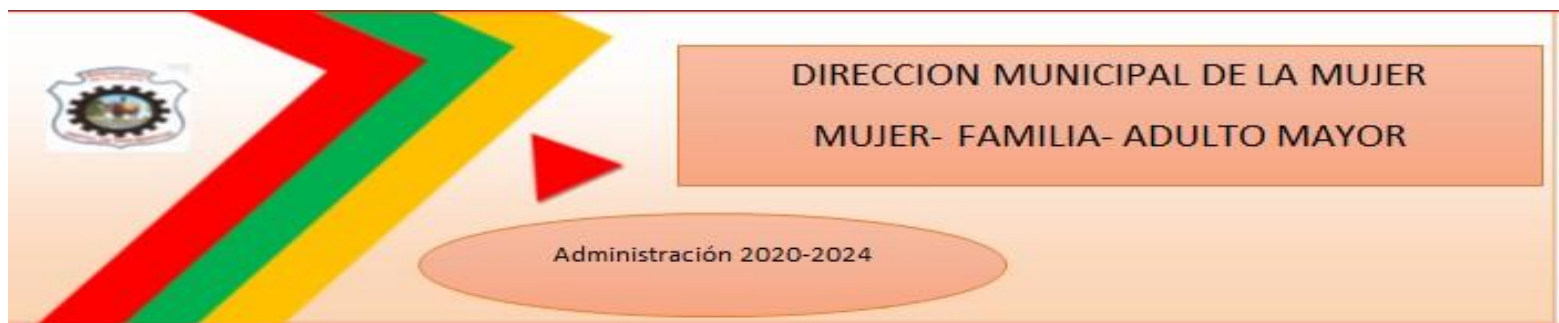 DIRECCION MUNICIPAL DE LA MUJER
MUJER- FAMILIA- ADULTO MAYOR
Administración 2020-2024